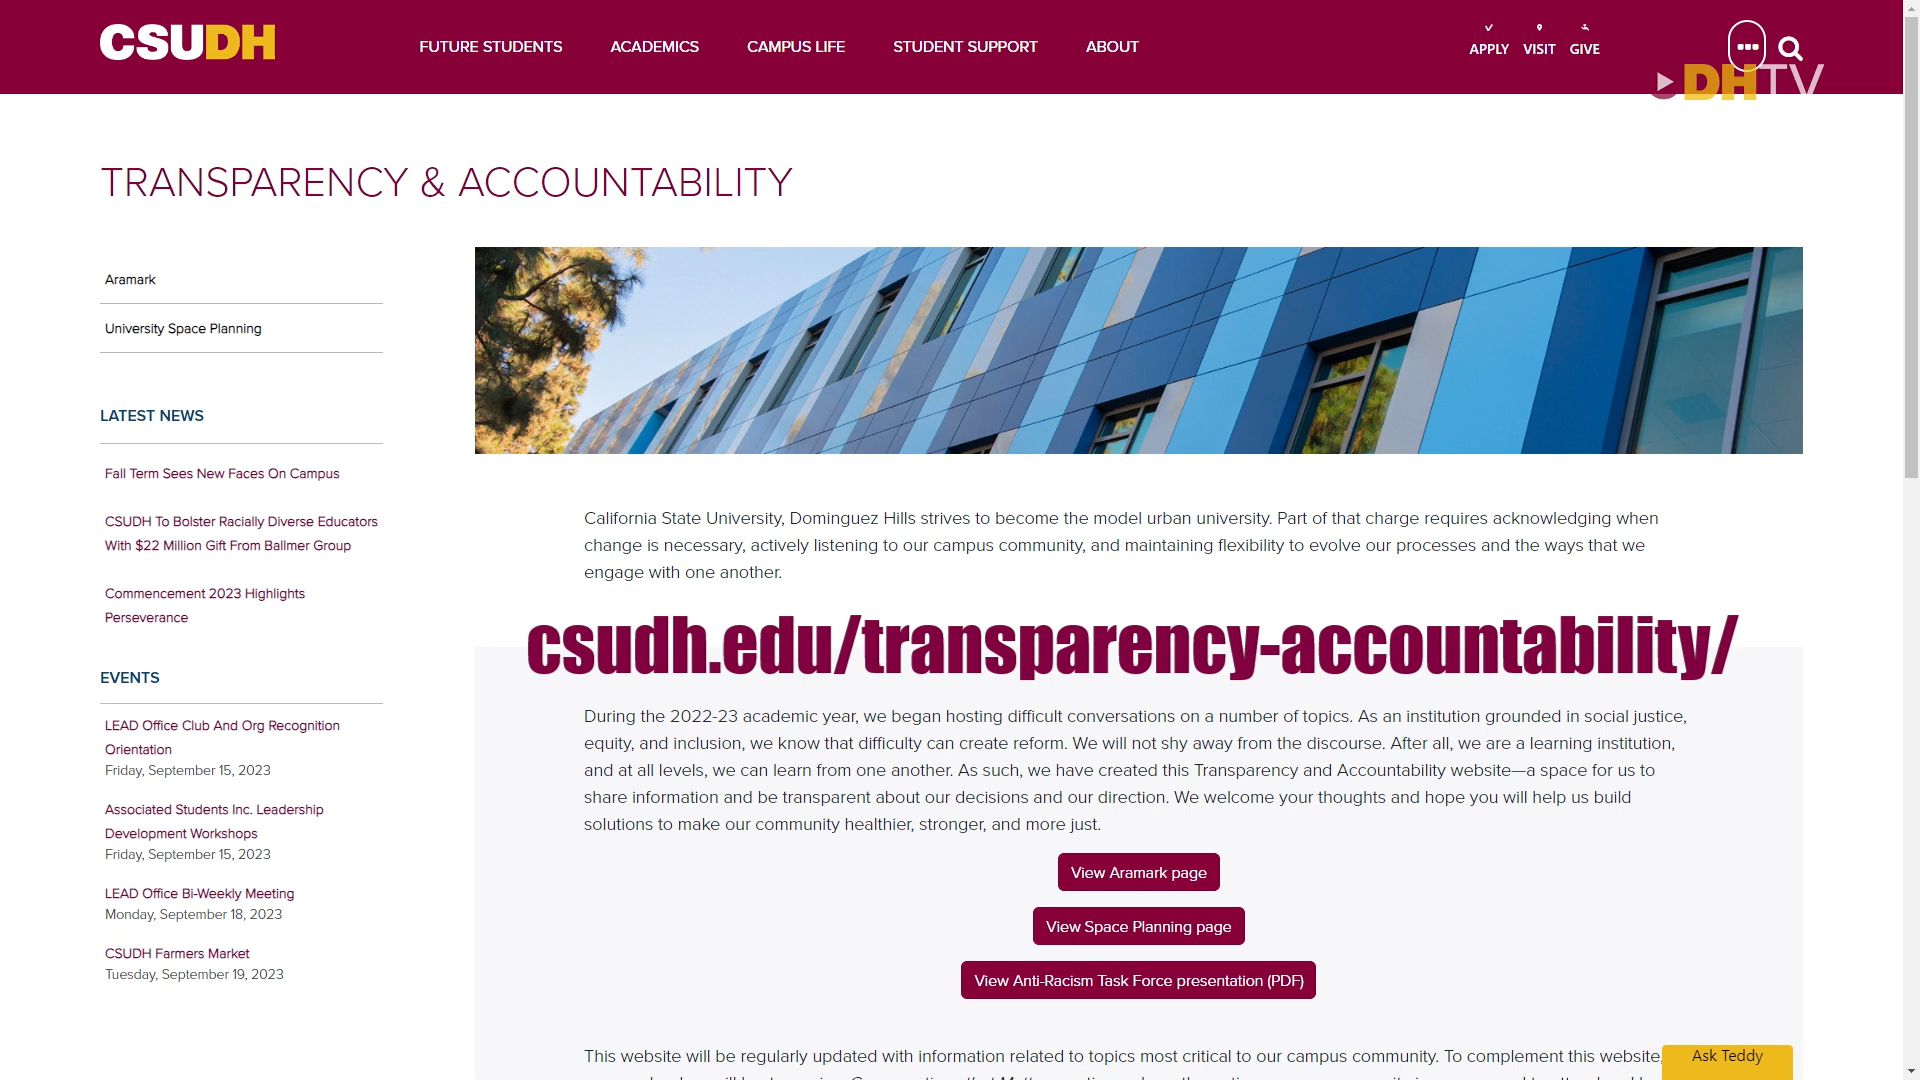 CSUDH
FUTURE STUDENTS
ACADEMICS
CAMPUS LIFE
STUDENT SUPPORT
ABOUT
APPLY
VISIT
GIVE
DHTV
TRANSPARENCY & ACCOUNTABILITY
Aramark
University Space Planning
LATEST NEWS
Fall Term Sees New Faces On Campus
CSUDH To Bolster Racially Diverse Educators
With $22 Million Gift From Ballmer Group
Commencement 2023 Highlights
Perseverance
EVENTS
LEAD Office Club And Org Recognition
Orientation
Friday, September 15, 2023
Associated Students Inc. Leadership
Development Workshops
Friday, September 15, 2023
LEAD Office Bi-Weekly Meeting
Monday, September 18, 2023
CSUDH Farmers Market
Tuesday, September 19, 2023
California State University, Dominguez Hills strives to become the model urban university. Part of that charge requires acknowledging when
change is necessary, actively listening to our campus community, and maintaining flexibility to evolve our processes and the ways that we
engage with one another.
csudh.edu/transparency-accountability/
During the 2022-23 academic year, we began hosting difficult conversations on a number of topics. As an institution grounded in social justice,
equity, and inclusion, we know that difficulty can create reform. We will not shy away from the discourse. After all, we are a learning institution,
and at all levels, we can learn from one another. As such, we have created this Transparency and Accountability website—a space for us to
share information and be transparent about our decisions and our direction. We welcome your thoughts and hope you will help us build
solutions to make our community healthier, stronger, and more just.
View Aramark page
View Space Planning page
View Anti-Racism Task Force presentation (PDF)
This website will be regularly updated with information related to topics most critical to our campus community. To complement this website,
Ask Teddy